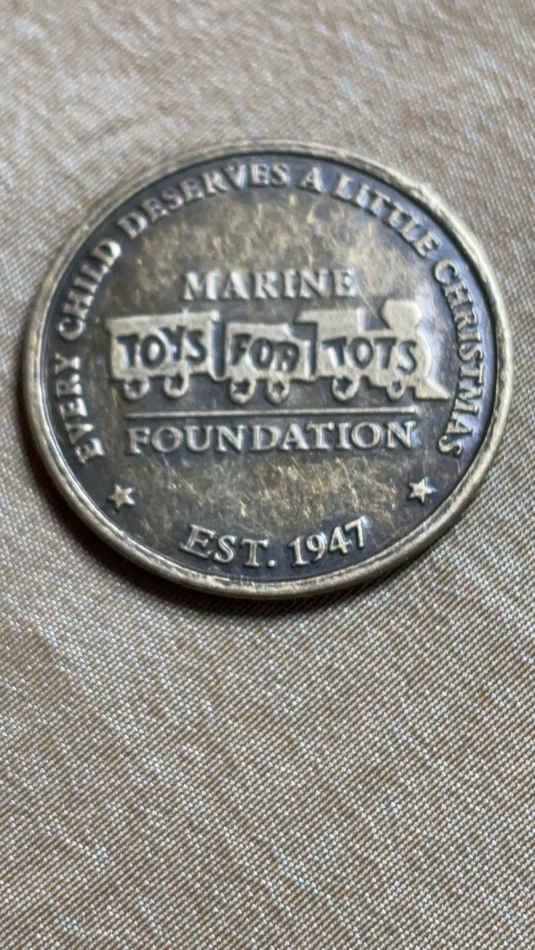 EVERY CHILD DESERVES A LITTLE CHRISTMAS
MARINE
TOYS FOR TOTS
FOUNDATION
EST. 1947